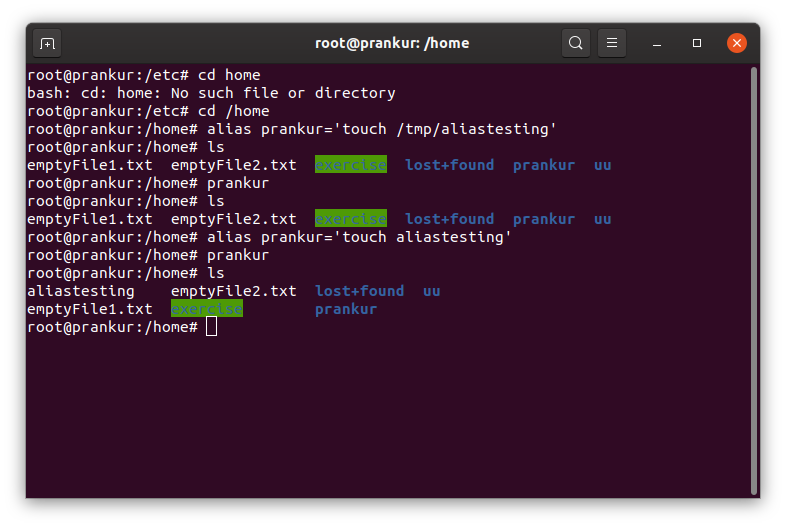 root@prankur: /home
root@prankur:/etc# cd home
bash: cd: home: No such file or directory
root@prankur:/etc# cd /home
root@prankur:/home# alias prankur='touch /tmp/aliastesting'
root@prankur:/home# ls
emptyFile1.txt  emptyFile2.txt  exercise  lost+found  prankur  uu
root@prankur:/home# prankur
root@prankur:/home# ls
emptyFile1.txt  emptyFile2.txt  exercise  lost+found  prankur  uu
root@prankur:/home# alias prankur='touch aliastesting'
root@prankur:/home# prankur
root@prankur:/home# ls
aliastesting    emptyFile2.txt  lost+found  uu
emptyFile1.txt  exercise        prankur
root@prankur:/home#